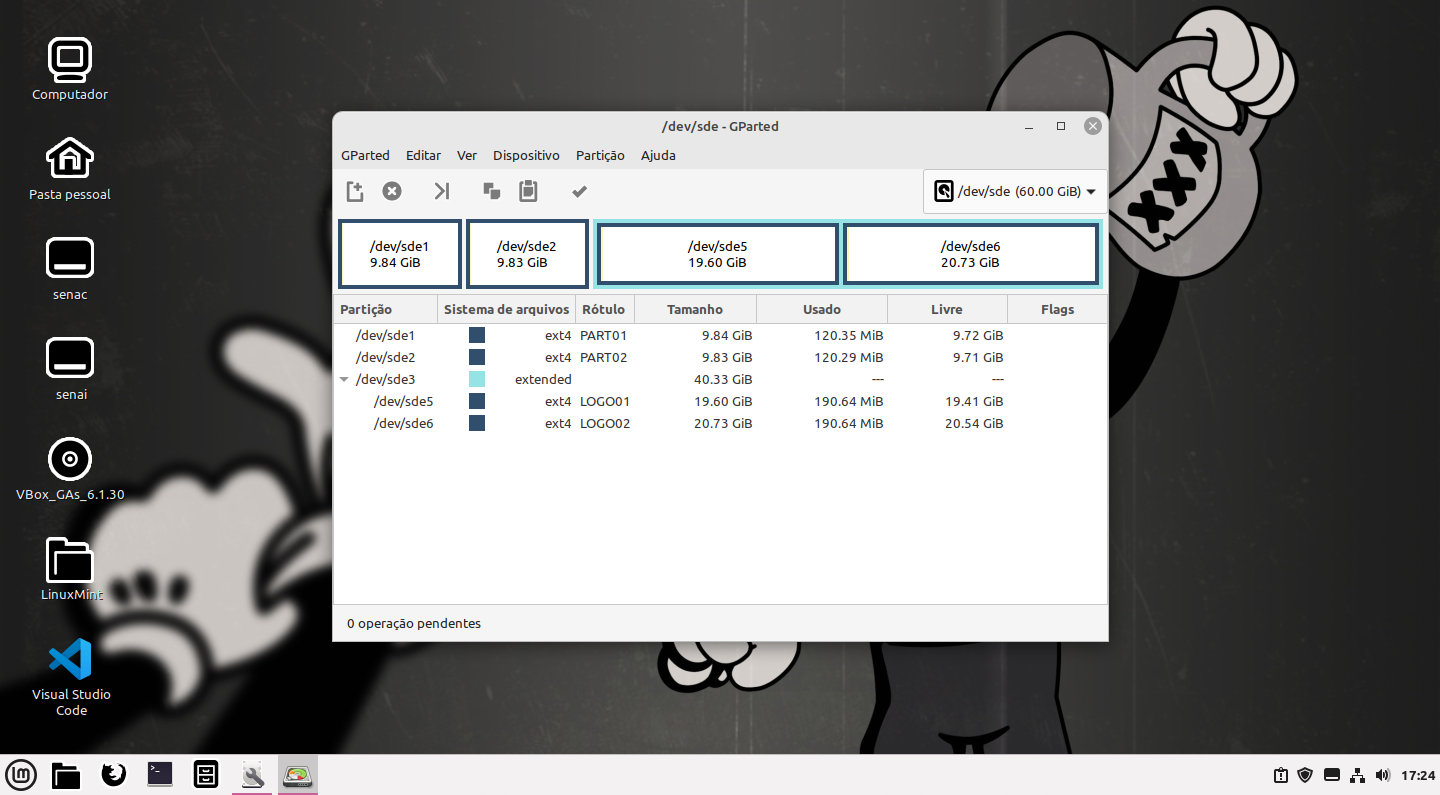 Computador
Pasta pessoal
senac
senai
VBox_GAs_6.1.30
LinuxMint
Visual Studio
Code
/dev/sde - GParted
GParted Editar Ver Dispositivo Partição Ajuda
/dev/sde (60.00 GiB)
/dev/sde1
9.84 GiB
/dev/sde2
9.83 GiB
/dev/sde5
19.60 GiB
/dev/sde6
20.73 GiB
Partição Sistema de arquivos Rótulo Tamanho Usado Livre Flags
/dev/sde1 ext4 PART01 9.84 GiB 120.35 MiB 9.72 GiB
/dev/sde2 ext4 PART02 9.83 GiB 120.29 MiB 9.71 GiB
/dev/sde3 extended 40.33 GiB --- ---
/dev/sde5 ext4 LOGO01 19.60 GiB 190.64 MiB 19.41 GiB
/dev/sde6 ext4 LOGO02 20.73 GiB 190.64 MiB 20.54 GiB
0 operação pendentes
17:24